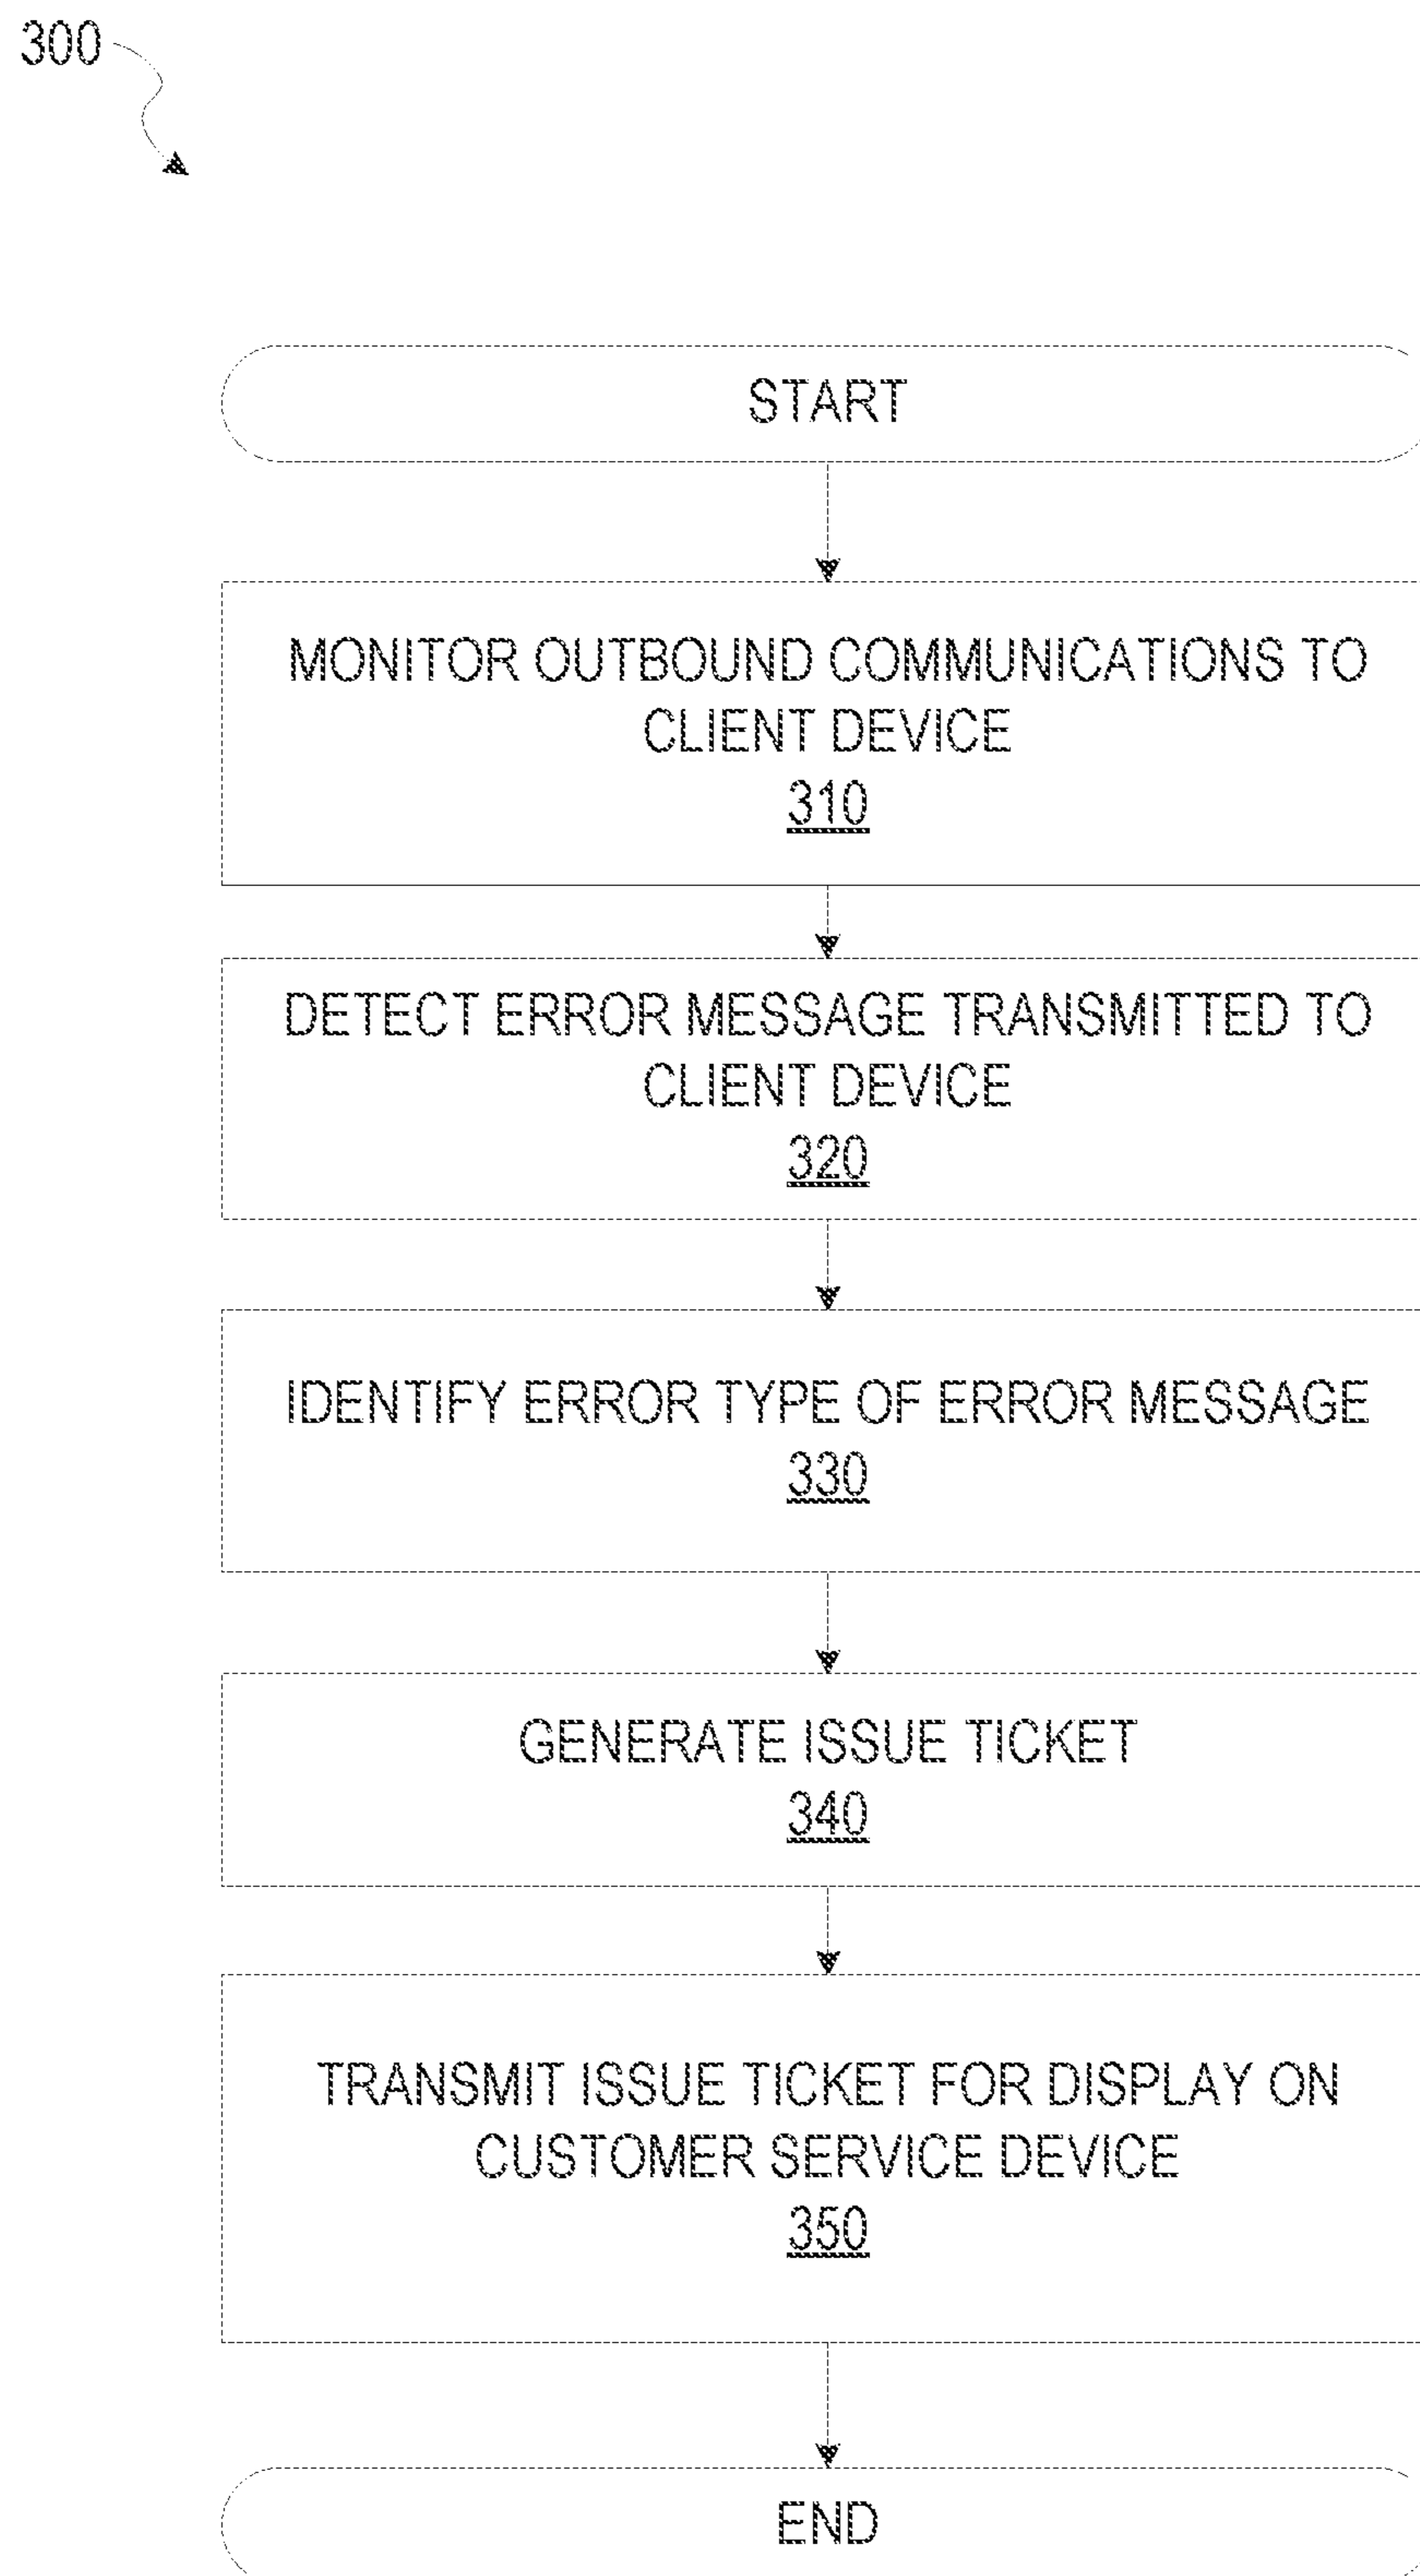 300
START
MONITOR OUTBOUND COMMUNICATIONS TO
CLIENT DEVICE
310
DETECT ERROR MESSAGE TRANSMITTED TO
CLIENT DEVICE
320
IDENTIFY ERROR TYPE OF ERROR MESSAGE
330
GENERATE ISSUE TICKET
340
TRANSMIT ISSUE TICKET FOR DISPLAY ON
CUSTOMER SERVICE DEVICE
350
END